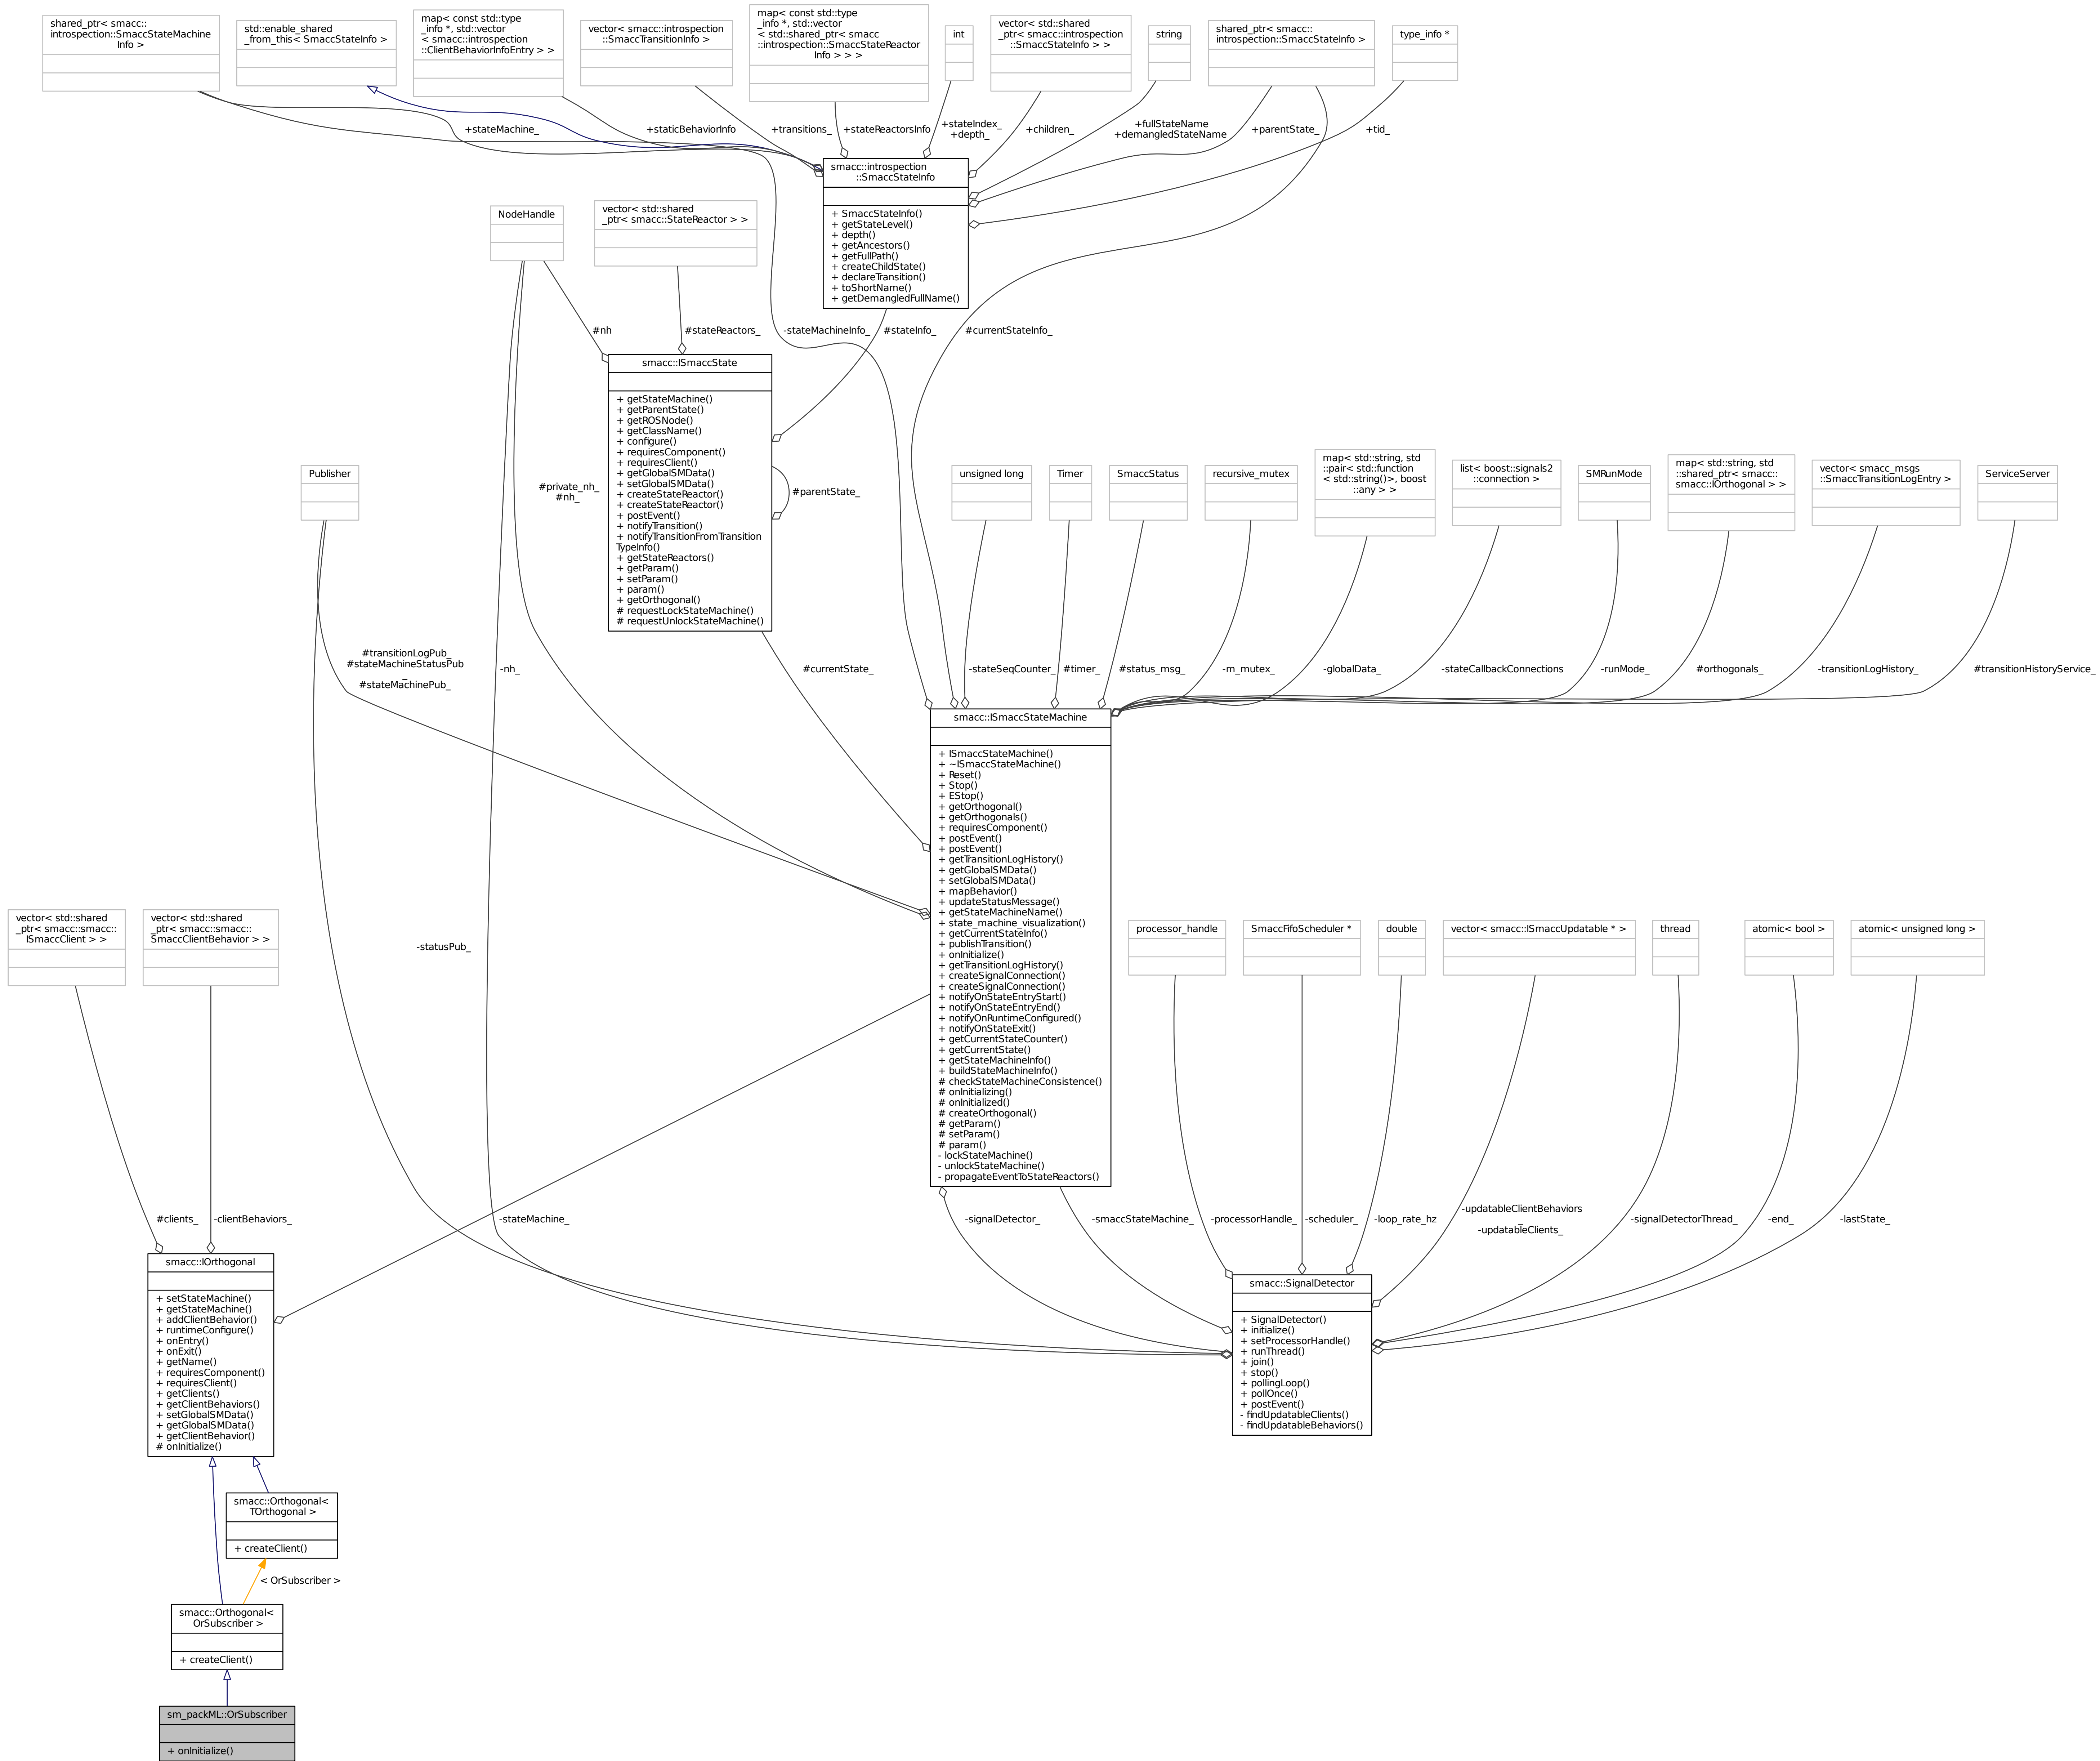 shared_ptr< smacc::
introspection::SmaccStateMachine
Info >
std::enable_shared
_from_this< SmaccStateInfo >
map< const std::type
_info *, std::vector
< smacc::introspection
::ClientBehaviorInfoEntry > >
vector< smacc::introspection
::SmaccTransitionInfo >
map< const std::type
_info *, std::vector
< std::shared_ptr< smacc
::introspection::SmaccStateReactor
Info > > >
int
vector< std::shared
_ptr< smacc::introspection
::SmaccStateInfo > >
string
shared_ptr< smacc::
introspection::SmaccStateInfo >
type_info *
+stateMachine_
+staticBehaviorInfo
+transitions_
+stateReactorsInfo
+stateIndex_
+depth_
+children_
+fullStateName
+demangledStateName
+parentState_
+tid_
smacc::introspection
::SmaccStateInfo
+ SmaccStateInfo()
+ getStateLevel()
+ depth()
+ getAncestors()
+ getFullPath()
+ createChildState()
+ declareTransition()
+ toShortName()
+ getDemangledFullName()
NodeHandle
vector< std::shared
_ptr< smacc::StateReactor > >
#nh
#stateReactors_
-stateMachineInfo_
#stateInfo_
#currentStateInfo_
smacc::ISmaccState
+ getStateMachine()
+ getParentState()
+ getROSNode()
+ getClassName()
+ configure()
+ requiresComponent()
+ requiresClient()
+ getGlobalSMData()
+ setGlobalSMData()
+ createStateReactor()
+ createStateReactor()
+ postEvent()
+ notifyTransition()
+ notifyTransitionFromTransition
TypeInfo()
+ getStateReactors()
+ getParam()
+ setParam()
+ param()
+ getOrthogonal()
# requestLockStateMachine()
# requestUnlockStateMachine()
#parentState_
Publisher
#private_nh_
#nh_
unsigned long
Timer
SmaccStatus
recursive_mutex
map< std::string, std
::pair< std::function
< std::string()>, boost
::any > >
list< boost::signals2
::connection >
SMRunMode
map< std::string, std
::shared_ptr< smacc::
smacc::IOrthogonal > >
vector< smacc_msgs
::SmaccTransitionLogEntry >
ServiceServer
#transitionLogPub_
#stateMachineStatusPub
_
#stateMachinePub_
-nh_
#currentState_
-stateSeqCounter_
#timer_
#status_msg_
-m_mutex_
-globalData_
-stateCallbackConnections
-runMode_
#orthogonals_
-transitionLogHistory_
#transitionHistoryService_
smacc::ISmaccStateMachine
+ ISmaccStateMachine()
+ ~ISmaccStateMachine()
+ Reset()
+ Stop()
+ EStop()
+ getOrthogonal()
+ getOrthogonals()
+ requiresComponent()
+ postEvent()
+ postEvent()
+ getTransitionLogHistory()
+ getGlobalSMData()
+ setGlobalSMData()
+ mapBehavior()
+ updateStatusMessage()
+ getStateMachineName()
+ state_machine_visualization()
+ getCurrentStateInfo()
+ publishTransition()
+ onInitialize()
+ getTransitionLogHistory()
+ createSignalConnection()
+ createSignalConnection()
+ notifyOnStateEntryStart()
+ notifyOnStateEntryEnd()
+ notifyOnRuntimeConfigured()
+ notifyOnStateExit()
+ getCurrentStateCounter()
+ getCurrentState()
+ getStateMachineInfo()
+ buildStateMachineInfo()
# checkStateMachineConsistence()
# onInitializing()
# onInitialized()
# createOrthogonal()
# getParam()
# setParam()
# param()
- lockStateMachine()
- unlockStateMachine()
- propagateEventToStateReactors()
vector< std::shared
_ptr< smacc::smacc::
ISmaccClient > >
vector< std::shared
_ptr< smacc::smacc::
SmaccClientBehavior > >
-statusPub_
processor_handle
SmaccFifoScheduler *
double
vector< smacc::ISmaccUpdatable * >
thread
atomic< bool >
atomic< unsigned long >
#clients_
-clientBehaviors_
-stateMachine_
-signalDetector_
-smaccStateMachine_
-processorHandle_
-scheduler_
-loop_rate_hz
-updatableClientBehaviors
_
-updatableClients_
-signalDetectorThread_
-end_
-lastState_
smacc::IOrthogonal
+ setStateMachine()
+ getStateMachine()
+ addClientBehavior()
+ runtimeConfigure()
+ onEntry()
+ onExit()
+ getName()
+ requiresComponent()
+ requiresClient()
+ getClients()
+ getClientBehaviors()
+ setGlobalSMData()
+ getGlobalSMData()
+ getClientBehavior()
# onInitialize()
smacc::SignalDetector
+ SignalDetector()
+ initialize()
+ setProcessorHandle()
+ runThread()
+ join()
+ stop()
+ pollingLoop()
+ pollOnce()
+ postEvent()
- findUpdatableClients()
- findUpdatableBehaviors()
smacc::Orthogonal<
TOrthogonal >
+ createClient()
< OrSubscriber >
smacc::Orthogonal<
OrSubscriber >
+ createClient()
sm_packML::OrSubscriber
+ onInitialize()